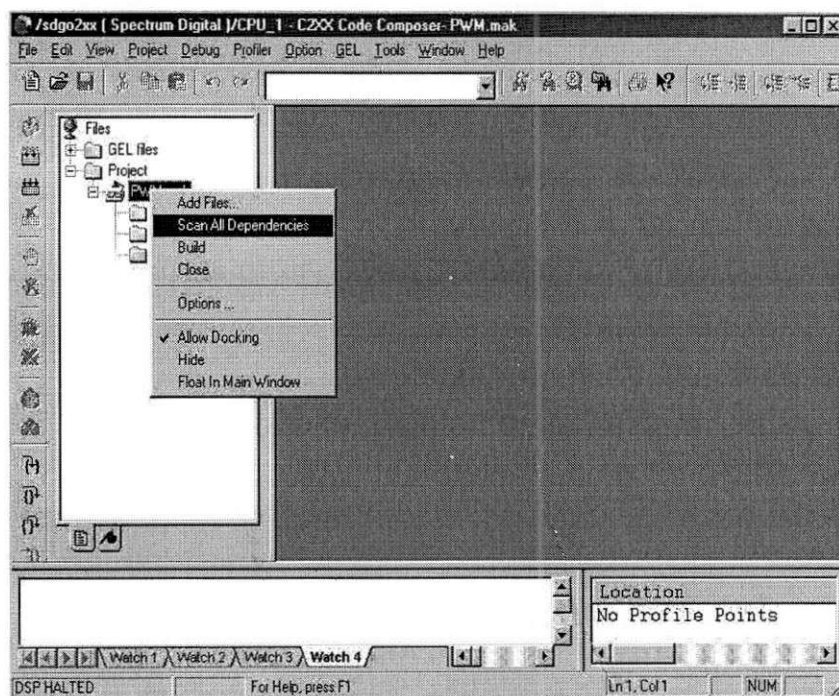 /sdgo2xx ( Spectrum Digital )/CPU_1 - C2XX Code Composer- PWM.mak
File Edit View Project Debug Profiler Option GEL Tools Window Help
Files
GEL files
Project
Add Files...
Scan All Dependencies
Build
Close
Options ...
Allow Docking
Hide
Float In Main Window
Location
No Profile Points
Watch 1 Watch 2 Watch 3 Watch 4
DSP HALTED For Help, press F1 Ln 1, Col 1 NUM